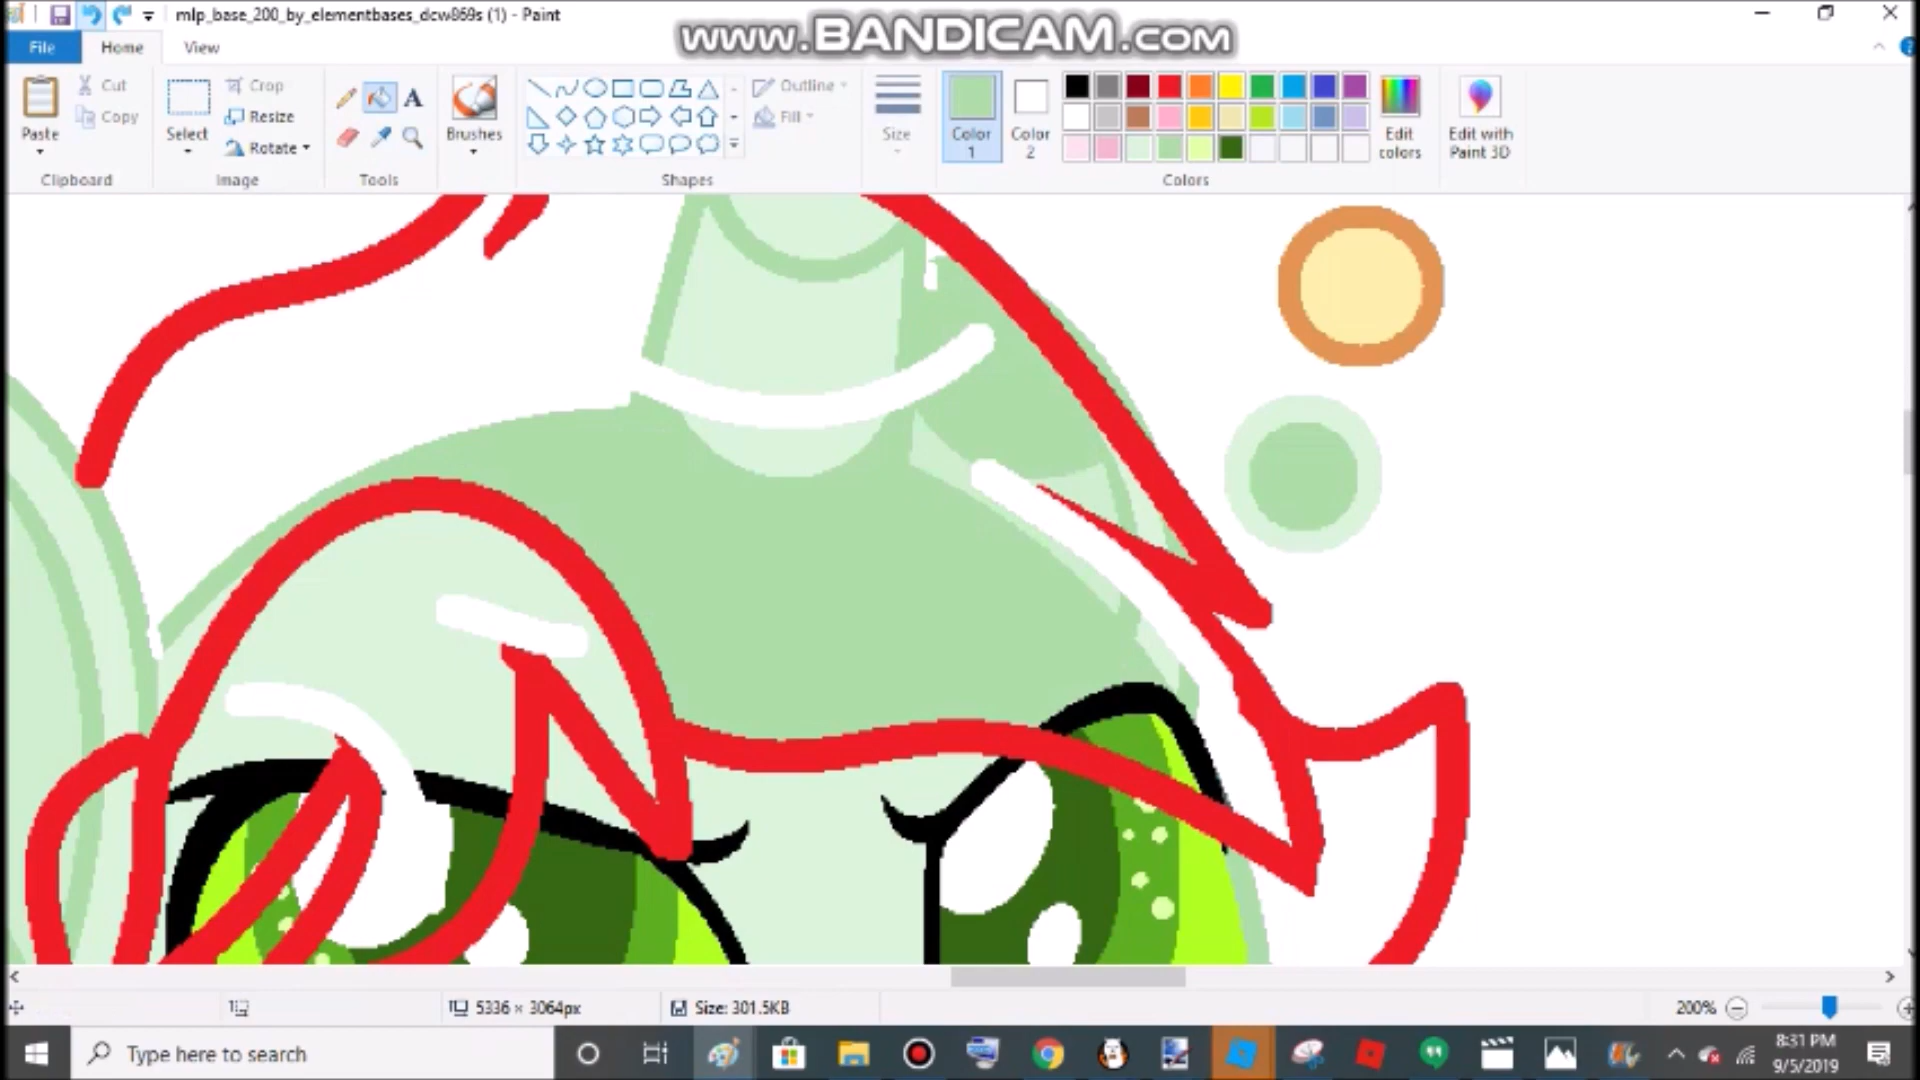 mlp_base_200_by_elementbases_dcw869s (1) - Paint
www.BANDICAM.com
File Home View
Paste
Cut
Copy
Clipboard
Select
Crop
Resize
Rotate
Image
Tools
Brushes
Shapes
Outline
Fill
Size
Color 1
Color 2
Colors
Edit colors
Edit with Paint 3D
5336 × 3064px
Size: 301.5KB
200%
Type here to search
8:31 PM
9/5/2019